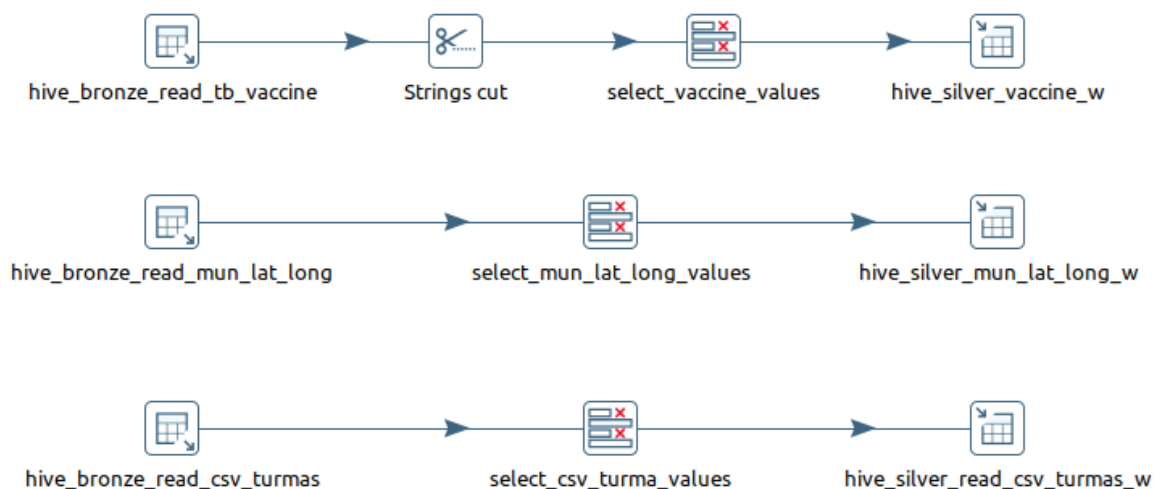 hive_bronze_read_tb_vaccine Strings cut select_vaccine_values hive_silver_vaccine_w
hive_bronze_read_mun_lat_long select_mun_lat_long_values hive_silver_mun_lat_long_w
hive_bronze_read_csv_turmas select_csv_turma_values hive_silver_read_csv_turmas_w